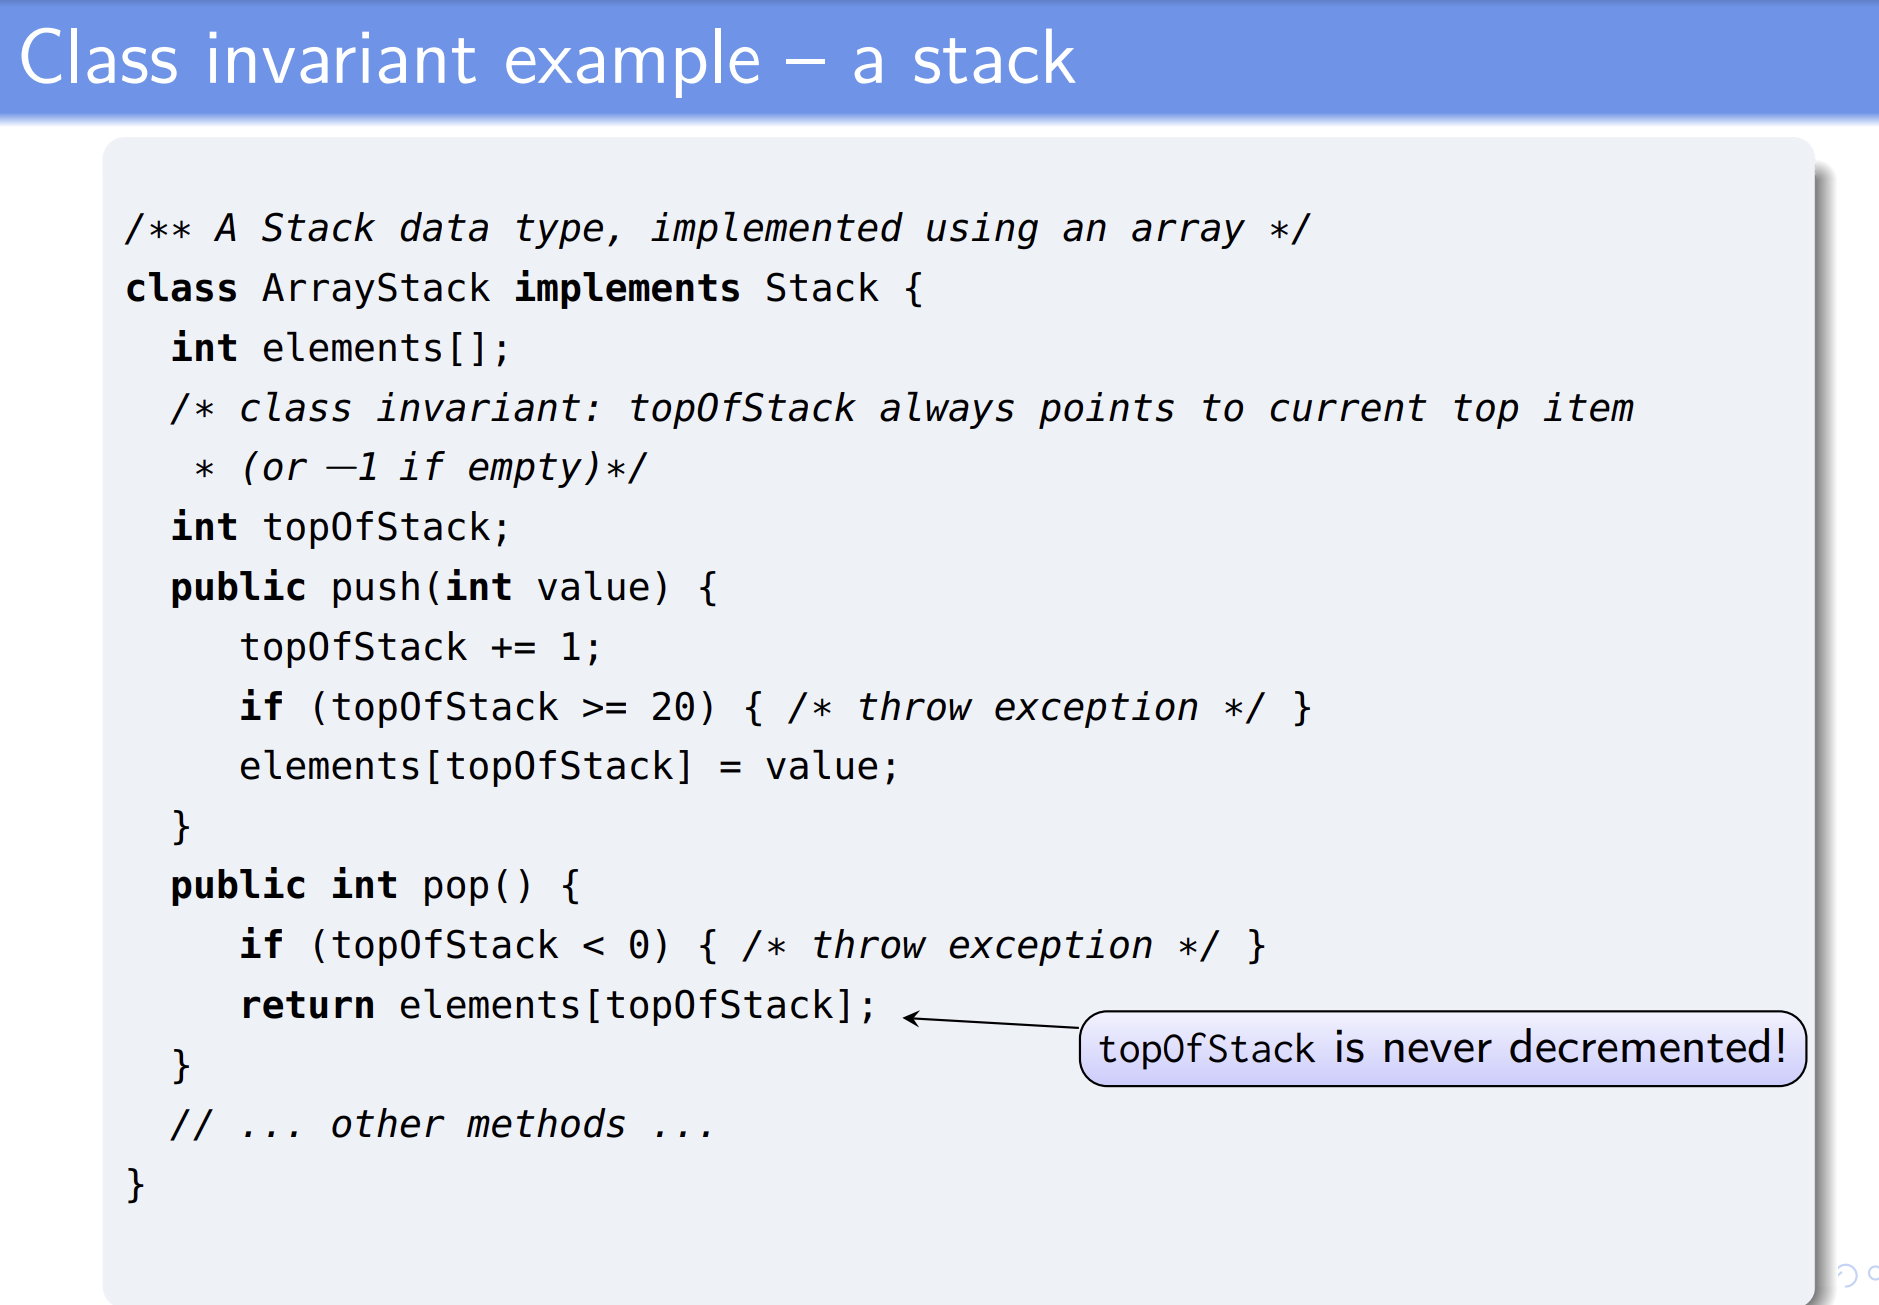 Class invariant example – a stack
/** A Stack data type, implemented using an array */
class ArrayStack implements Stack {
int elements[];
/* class invariant: topOfStack always points to current top item
* (or —1 if empty)*/
int topOfStack;
public push(int value) {
topOfStack += 1;
if (topOfStack >= 20) { /* throw exception */ }
elements[topOfStack] = value;
}
public int pop() {
if (topOfStack < 0) { /* throw exception */ }
return elements[topOfStack];
topOfStack is never decremented!
}
// ... other methods ...
}